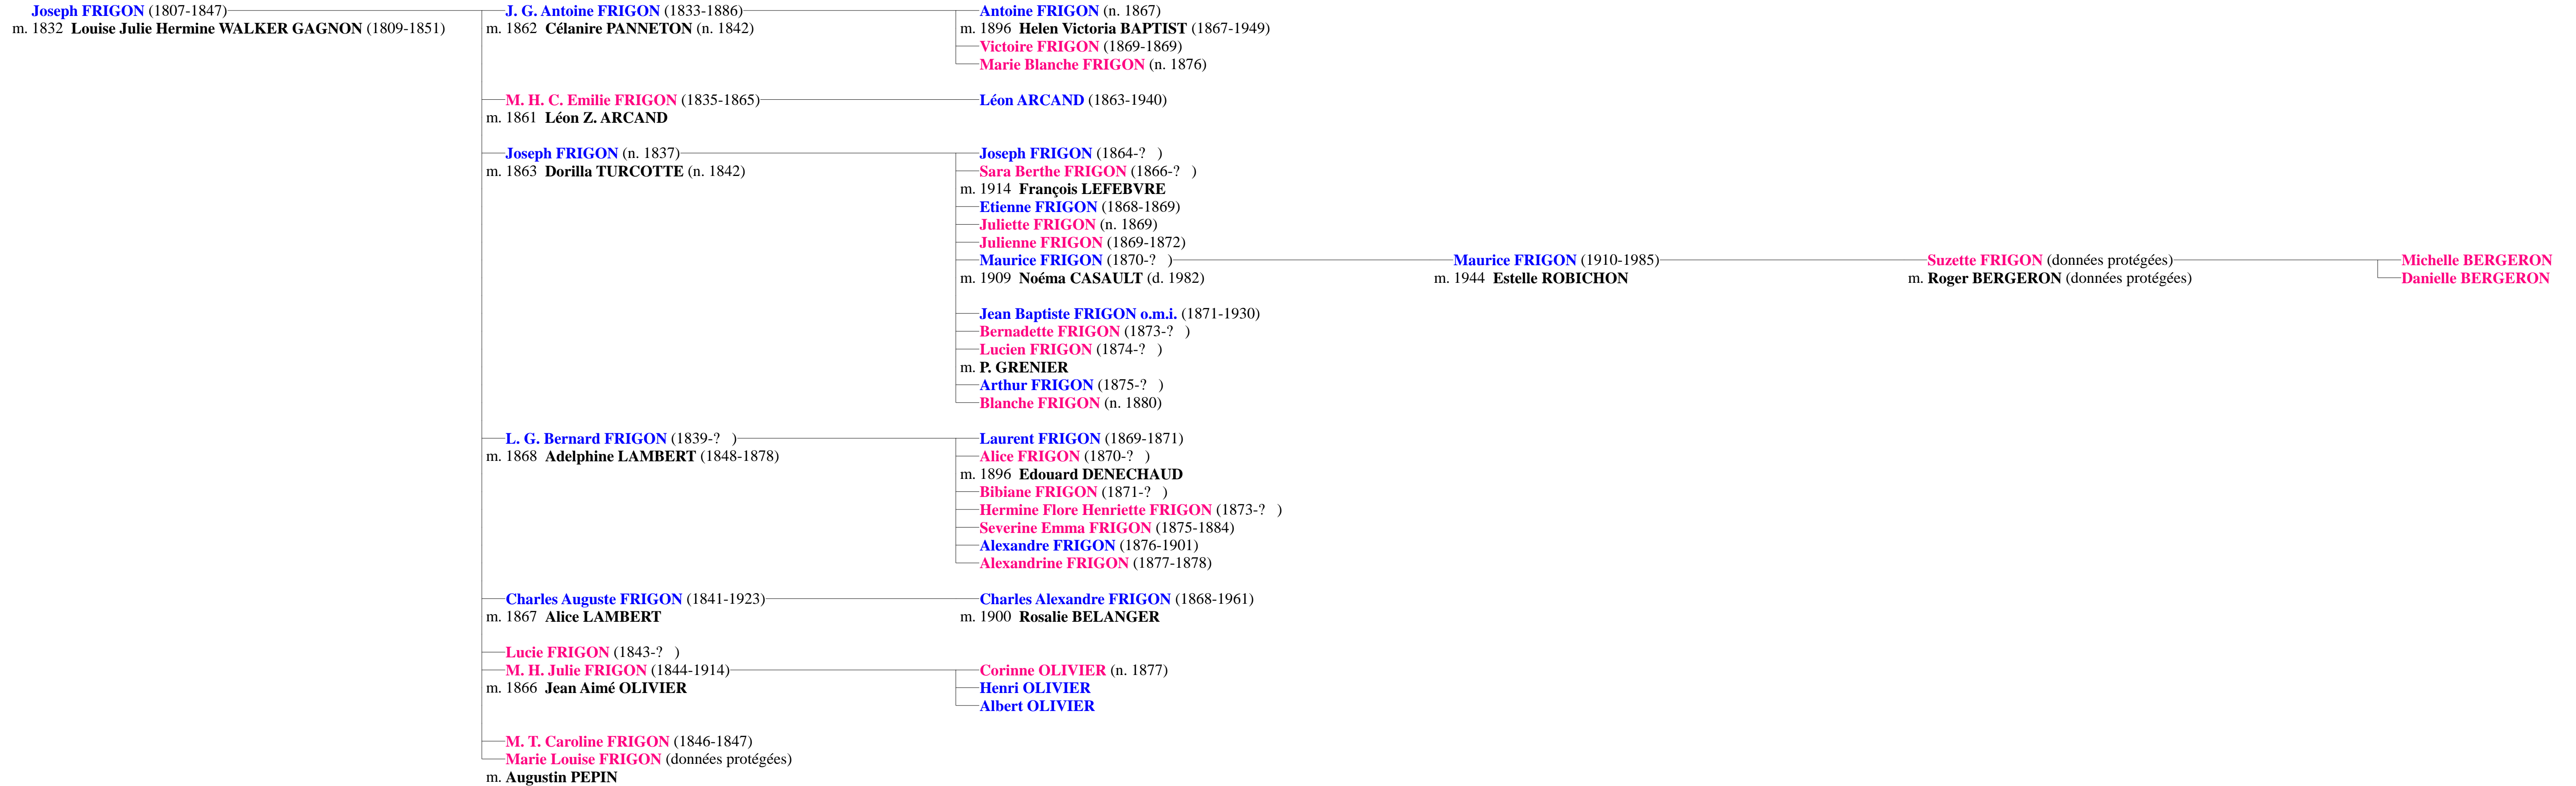 Joseph FRIGON (1807-1847) J. G. Antoine FRIGON (1833-1886) Antoine FRIGON (n. 1867)
m. 1832 Louise Julie Hermine WALKER GAGNON (1809-1851) m. 1862 Célanire PANNETON (n. 1842) m. 1896 Helen Victoria BAPTIST (1867-1949)
Victoire FRIGON (1869-1869)
Marie Blanche FRIGON (n. 1876)
M. H. C. Emilie FRIGON (1835-1865) Léon ARCAND (1863-1940)
m. 1861 Léon Z. ARCAND
Joseph FRIGON (n. 1837) Joseph FRIGON (1864-? )
m. 1863 Dorilla TURCOTTE (n. 1842) Sara Berthe FRIGON (1866-? )
m. 1914 François LEFEBVRE
Etienne FRIGON (1868-1869)
Juliette FRIGON (n. 1869)
Julienne FRIGON (1869-1872)
Maurice FRIGON (1870-? ) Maurice FRIGON (1910-1985) Suzette FRIGON (données protégées) Michelle BERGERON
m. 1909 Noéma CASAULT (d. 1982) m. 1944 Estelle ROBICHON m. Roger BERGERON (données protégées) Danielle BERGERON
Jean Baptiste FRIGON o.m.i. (1871-1930)
Bernadette FRIGON (1873-? )
Lucien FRIGON (1874-? )
m. P. GRENIER
Arthur FRIGON (1875-? )
Blanche FRIGON (n. 1880)
L. G. Bernard FRIGON (1839-? ) Laurent FRIGON (1869-1871)
m. 1868 Adelphine LAMBERT (1848-1878) Alice FRIGON (1870-? )
m. 1896 Edouard DENECHAUD
Bibiane FRIGON (1871-? )
Hermine Flore Henriette FRIGON (1873-? )
Severine Emma FRIGON (1875-1884)
Alexandre FRIGON (1876-1901)
Alexandrine FRIGON (1877-1878)
Charles Auguste FRIGON (1841-1923) Charles Alexandre FRIGON (1868-1961)
m. 1867 Alice LAMBERT m. 1900 Rosalie BELANGER
Lucie FRIGON (1843-? )
M. H. Julie FRIGON (1844-1914) Corinne OLIVIER (n. 1877)
m. 1866 Jean Aimé OLIVIER Henri OLIVIER
Albert OLIVIER
M. T. Caroline FRIGON (1846-1847)
Marie Louise FRIGON (données protégées)
m. Augustin PEPIN